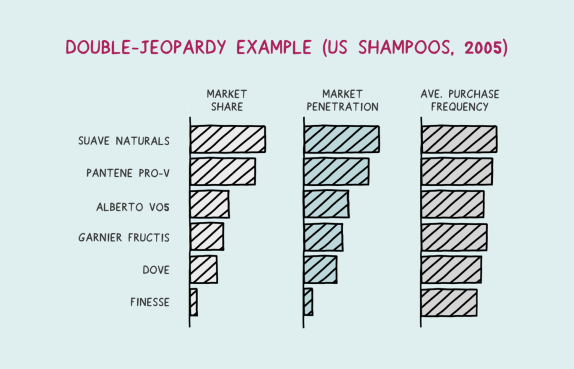 DOUBLE-JEOPARDY EXAMPLE (US SHAMPOOS, 2005)
MARKET
SHARE
MARKET
PENETRATION
AVE. PURCHASE
FREQUENCY
SUAVE NATURALS
PANTENE PRO-V
ALBERTO VO5
GARNIER FRUCTIS
DOVE
FINESSE